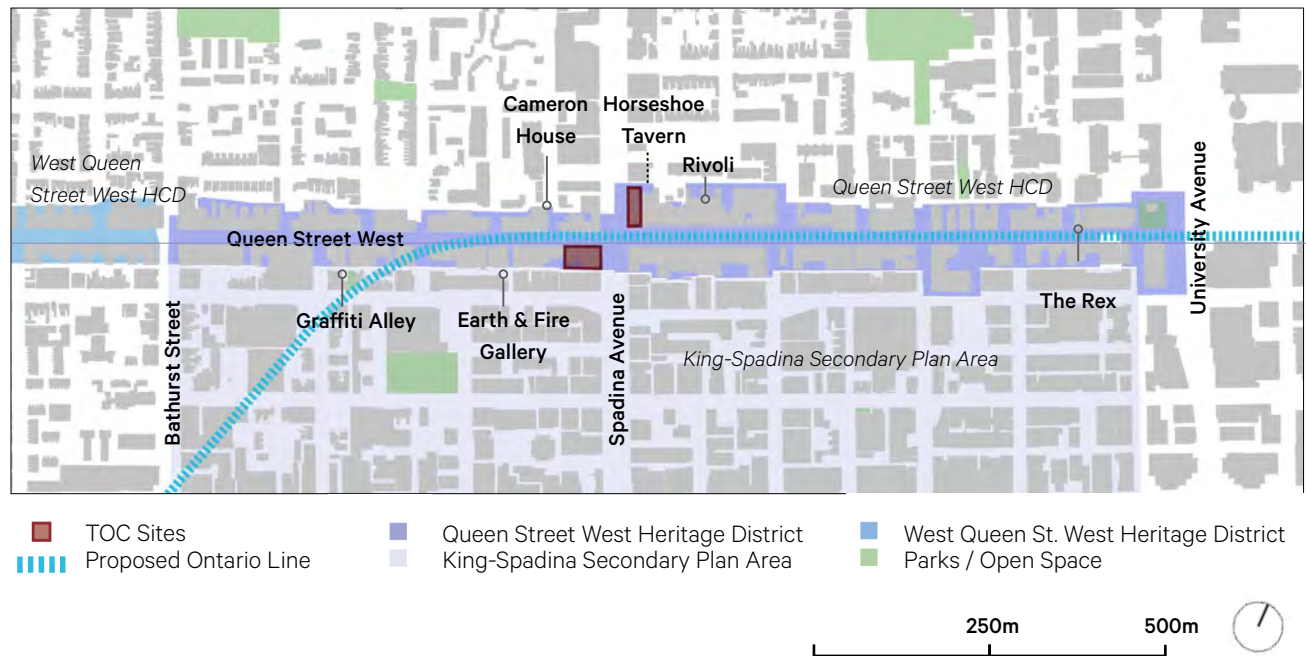 Cameron
House
Horseshoe
Tavern
Rivoli
West Queen
Street West HCD
Queen Street West HCD
University Avenue
Queen Street West
Graffiti Alley
Earth & Fire
Gallery
The Rex
Bathurst Street
Spadina Avenue
King-Spadina Secondary Plan Area
TOC Sites
Proposed Ontario Line
Queen Street West Heritage District
King-Spadina Secondary Plan Area
West Queen St. West Heritage District
Parks / Open Space
250m
500m